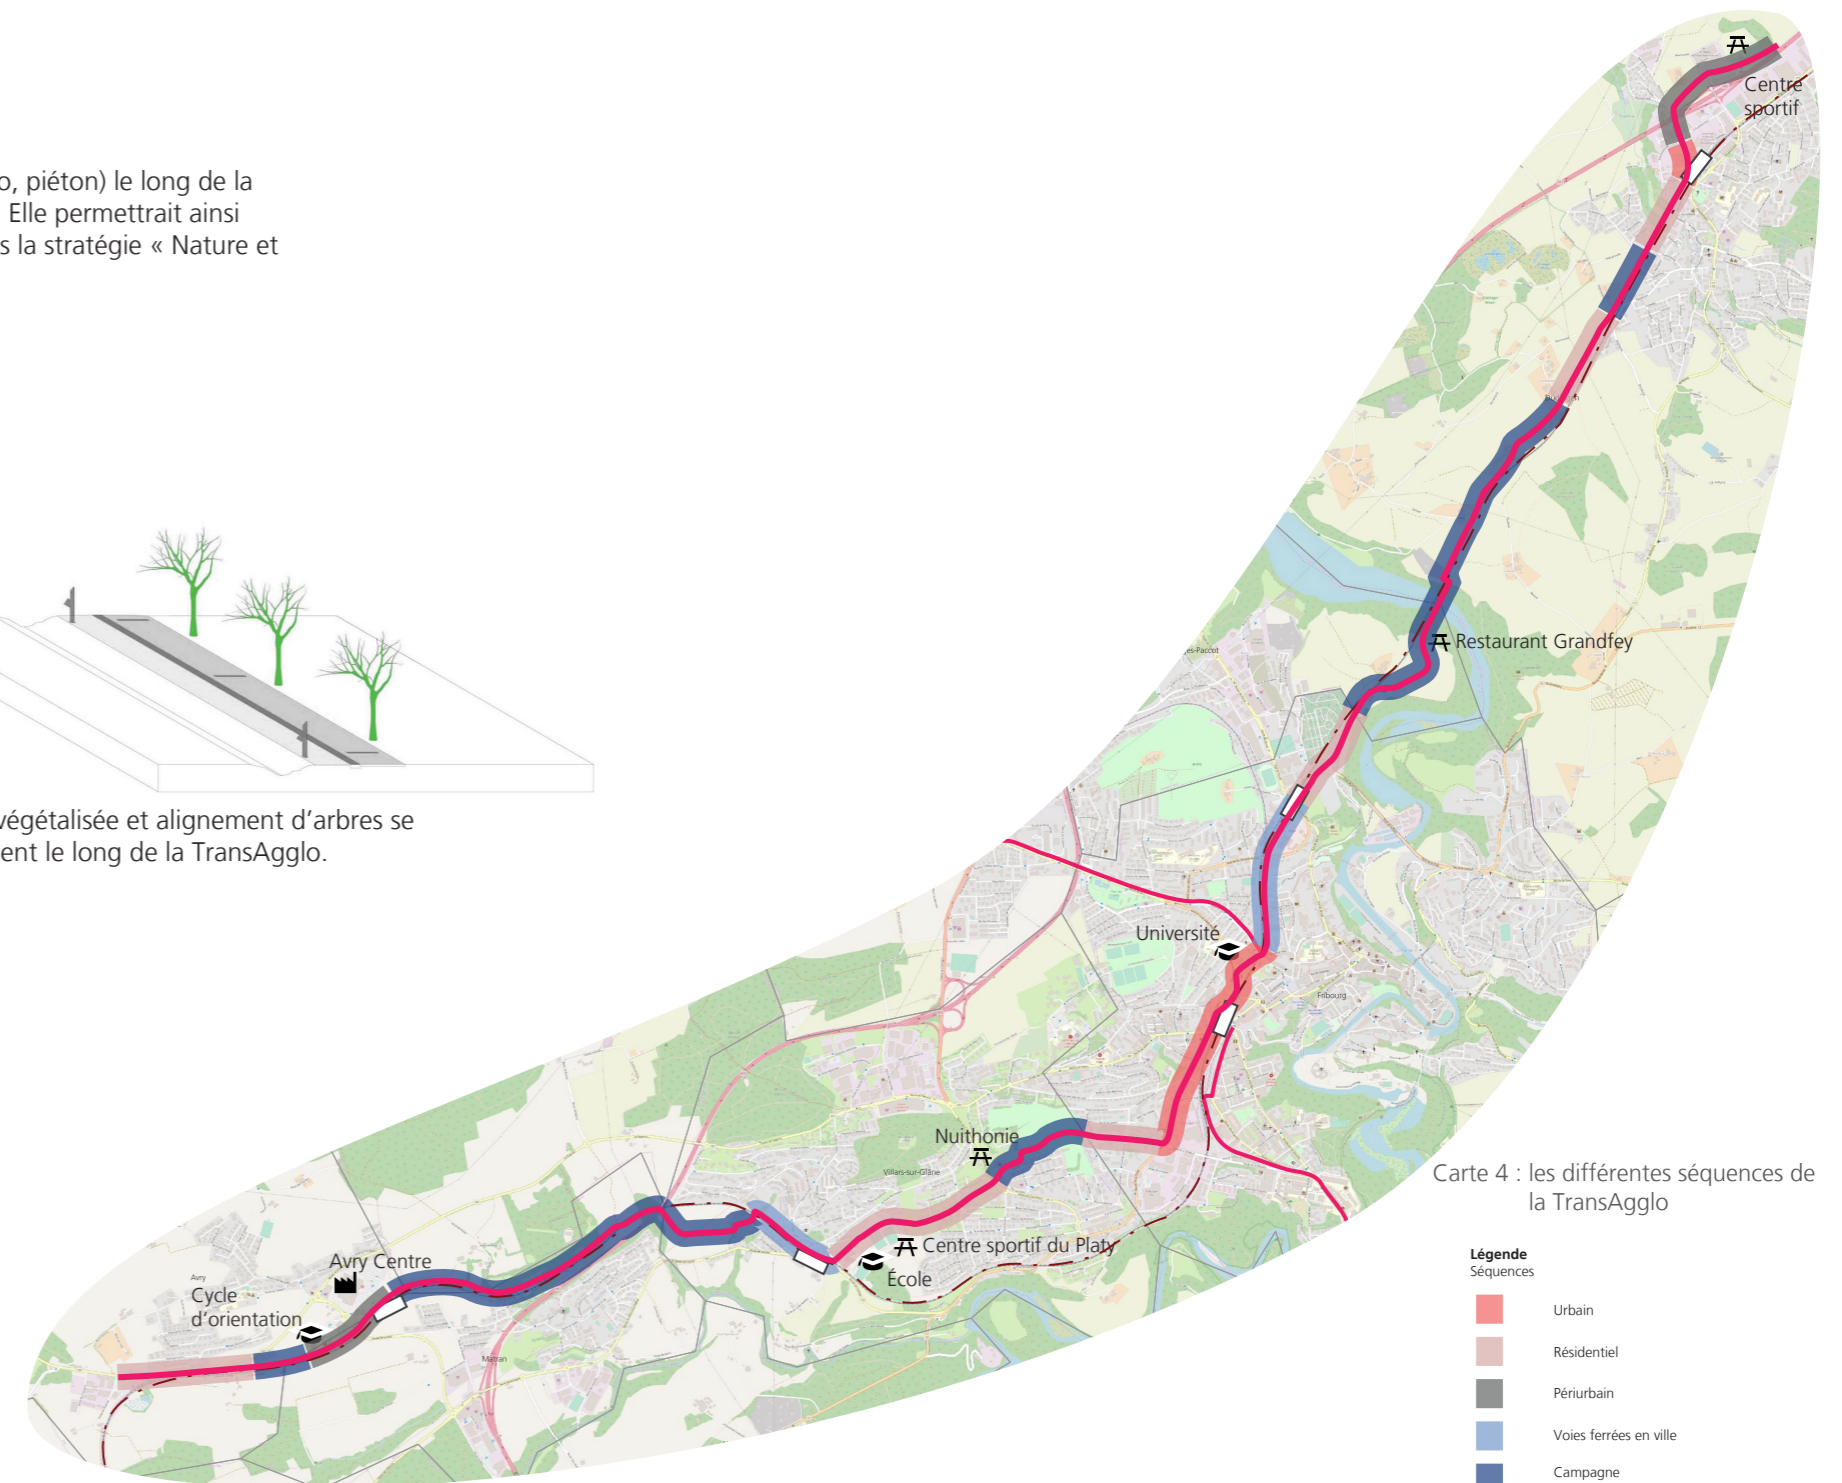 o, piéton) le long de la
Elle permettrait ainsi
s la stratégie « Nature et
végétalisée et alignement d’arbres se
ent le long de la TransAgglo.
Centre
sportif
Restaurant Grandfey
es-Paccot
Université
Fribourg
Nuithonie
Villars-sur-Glâne
Centre sportif du Platy
École
Avry Centre
Avry
Cycle
d’orientation
Matran
Carte 4 : les différentes séquences de
la TransAgglo
Légende
Séquences
Urbain
Résidentiel
Périurbain
Voies ferrées en ville
Campagne